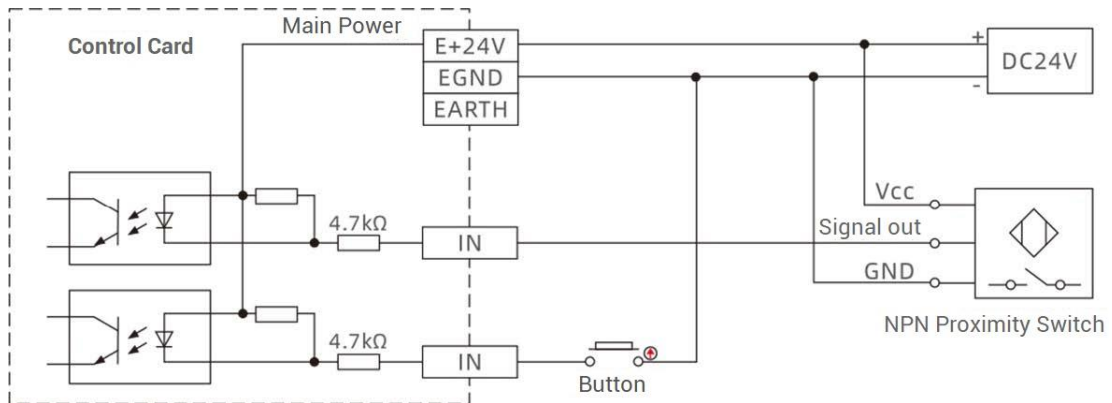 Main Power
Control Card
E+24V
EGND
EARTH
+
-
DC24V
Vcc
4.7kΩ
IN
Signal out
GND
NPN Proximity Switch
4.7kΩ
IN
Button